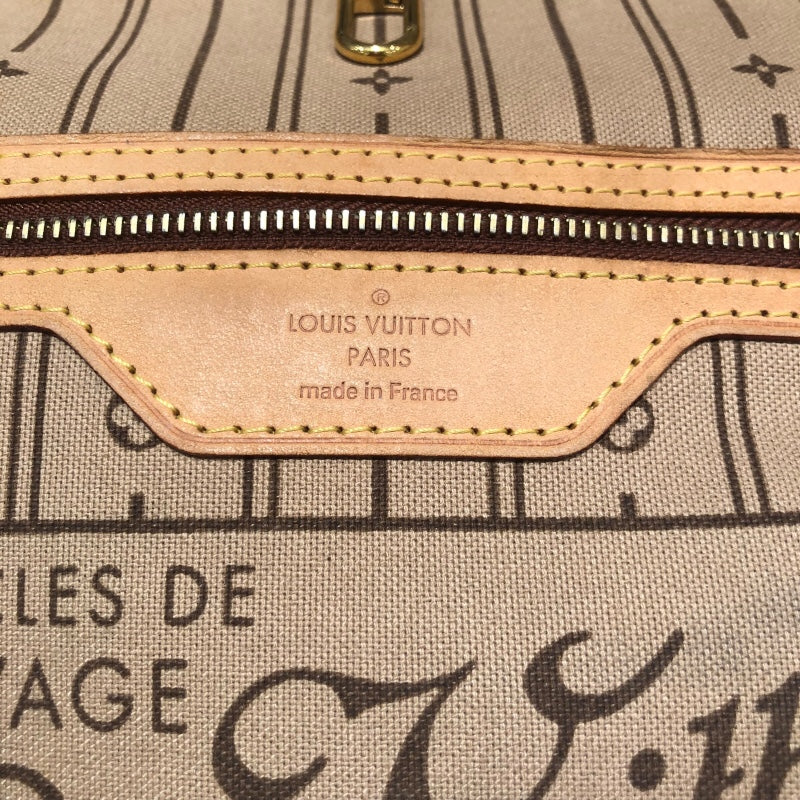 ®
LOUIS VUITTON
PARIS
made in France
LES DE
AGE